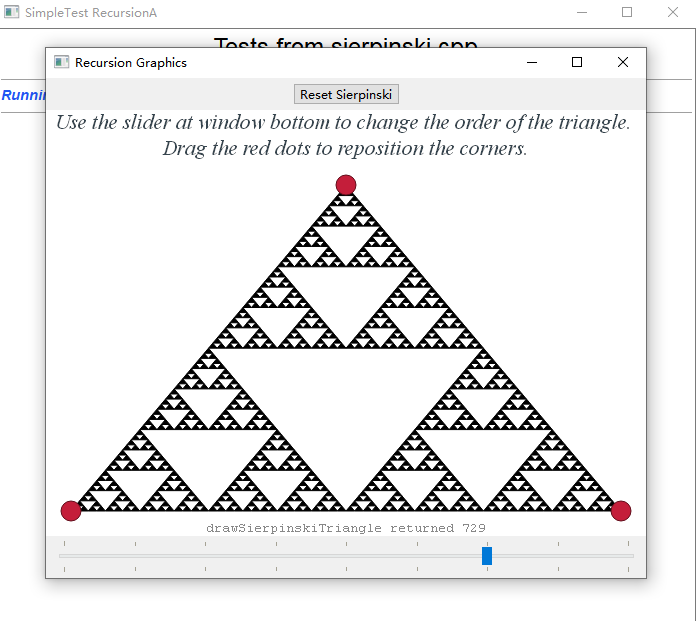 SimpleTest RecursionA
Tests from sierpinski.cpp
Recursion Graphics
Reset Sierpinski
Use the slider at window bottom to change the order of the triangle.
Drag the red dots to reposition the corners.
drawSierpinskiTriangle returned 729